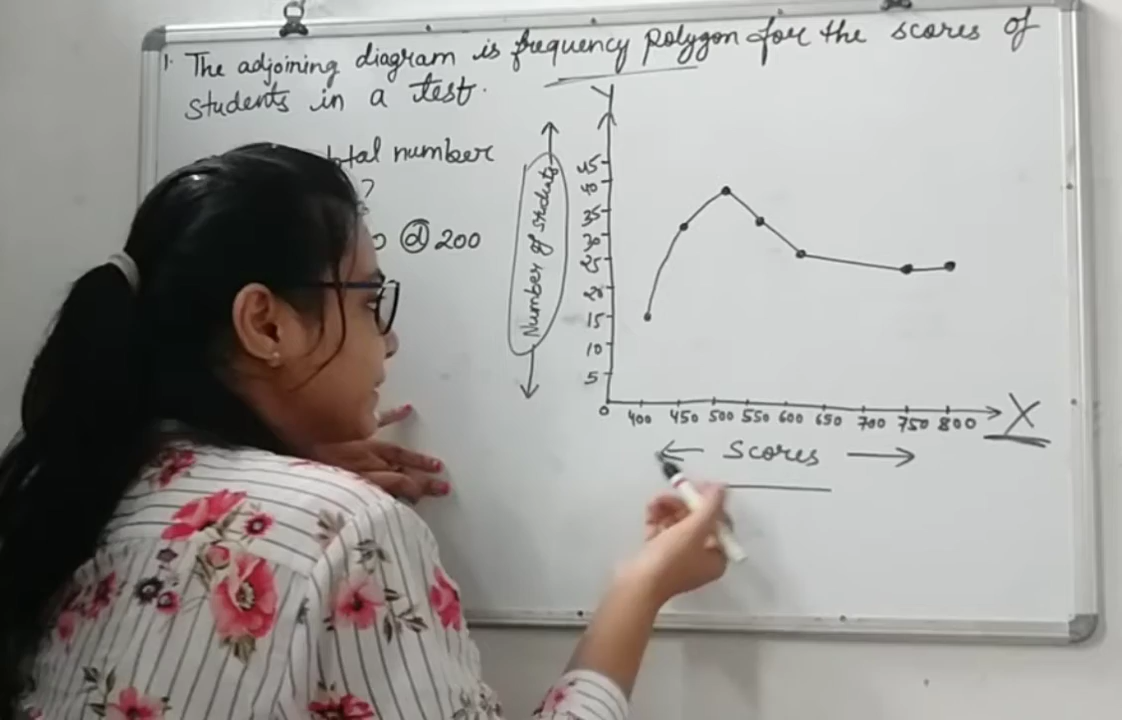 1. The adjoining diagram is frequency polygon for the scores of
students in a test.
total number
?
ⓓ 200
Number of students
Y
45
40
35
30
25
20
15
10
5
0
400 450 500 550 600 650 700 750 800
X
Scores